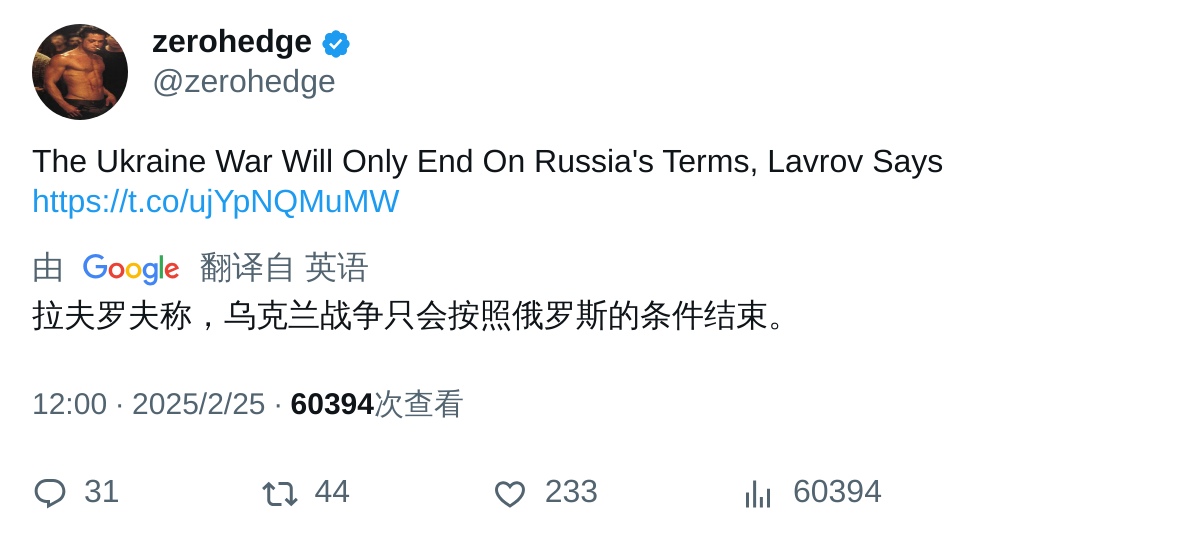 zerohedge
@zerohedge
The Ukraine War Will Only End On Russia's Terms, Lavrov Says
https://t.co/ujYpNQMuMW
由 Google 翻译自 英语
拉夫罗夫称，乌克兰战争只会按照俄罗斯的条件结束。
12:00 · 2025/2/25 · 60394次查看
31 44 233 60394